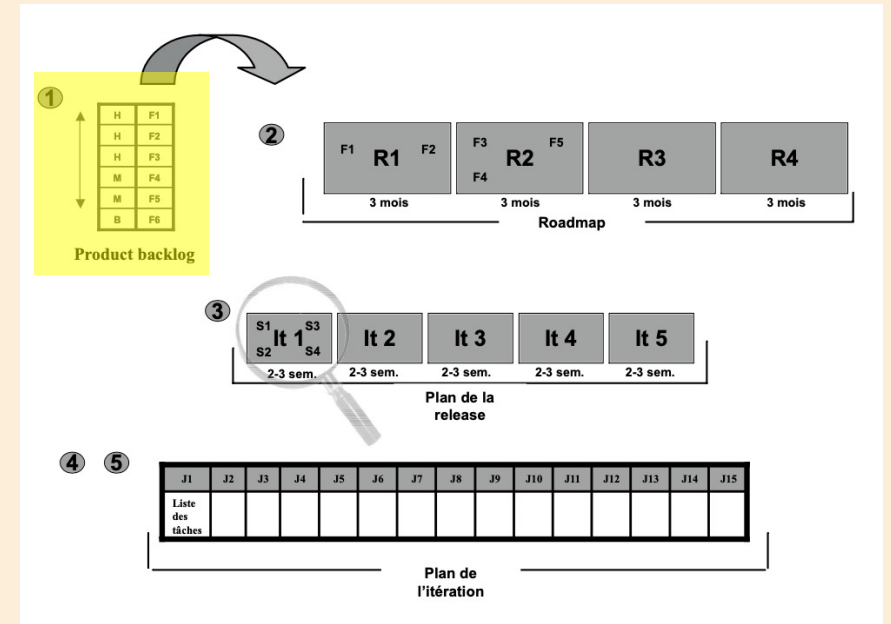 1
H F1
H F2
H F3
M F4
M F5
B F6
Product backlog
2
F1 R1 F2
F3 R2 F5
F4
R3
R4
3 mois 3 mois 3 mois 3 mois
Roadmap
3
S1 It 1 S3
S2 S4
It 2
It 3
It 4
It 5
2-3 sem. 2-3 sem. 2-3 sem. 2-3 sem. 2-3 sem.
Plan de la
release
4 5
J1 J2 J3 J4 J5 J6 J7 J8 J9 J10 J11 J12 J13 J14 J15
Liste
des
tâches
Plan de
l'itération